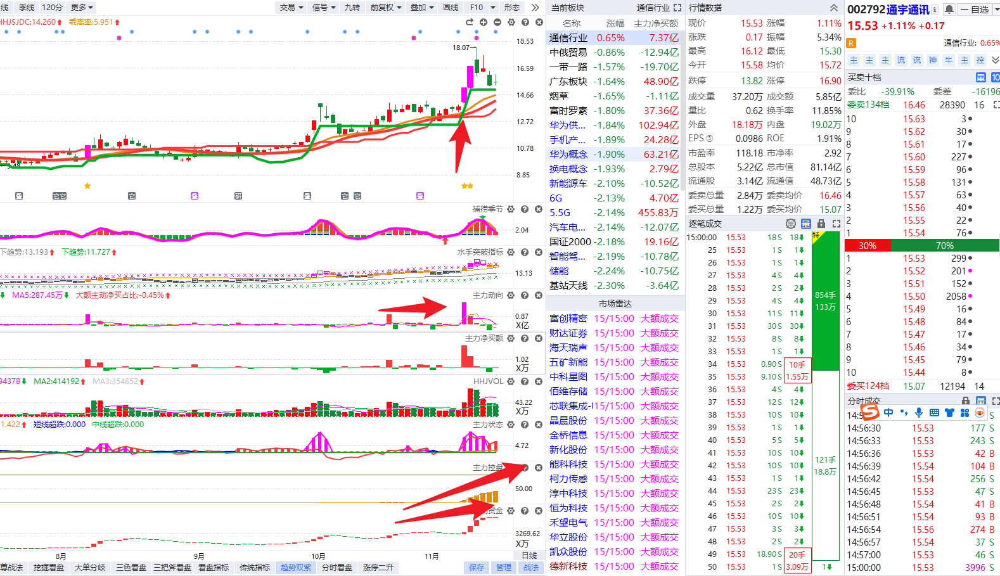 线 季线 120分 更多 交易 信号 九转 前复权 叠加 画线 F10 形态
HHJSJDC:14.260 乖离率:5.951
18.53
18.07
16.59
14.66
12.72
10.78
8.85
捕捞季节
2.04
下趋势:13.193 下趋势:11.727 水手突破指标
13.13
MA5:287.45万 大额主动净买占比:-0.45% 主力动向
0.87
X亿
主力净买额
1.02
X万
94378 MA2:414192 MA3:354852 HHJVOL
43.22
X万
1.422 短线超跌:0.000 中线超跌:0.000 主力状态
4.72
主力控盘
50.00
资金
3269.62
X万
8月 9月 10月 11月 日线
尊战法 挖掘看盘 大单分歧 三色看盘 三把斧看盘 看盘指标 传统指标 趋势双紫 分时看盘 涨停二升 保存 管理 战法
当前板块 通信行业
名称 涨幅 主力净买额
通信行业 0.65% 7.37亿
中俄贸易 -0.86% -12.94亿
一带一路 -1.57% -19.70亿
广东板块 -1.64% 48.90亿
烟草 -1.65% -1.11亿
富时罗素 -1.80% 37.36亿
华为供... -1.84% 102.94亿
手机产... -1.89% 24.28亿
华为概念 -1.90% 63.21亿
换电概念 -1.93% 2.79亿
新能源车 -2.10% -10.52亿
6G -2.13% 4.70亿
5.5G -2.14% 455.83万
汽车电... -2.14% -12.07亿
国证2000 -2.18% 19.16亿
智能驾... -2.19% -10.78亿
储能 -2.24% -10.75亿
基站天线 -2.30% -3.64亿
市场雷达
富创精密 15/15:00 大额成交
财达证券 15/15:00 大额成交
海天瑞声 15/15:00 大额成交
五矿新能 15/15:00 大额成交
中科星图 15/15:00 大额成交
佰维存储 15/15:00 大额成交
芯联集成-U 15/15:00 大额成交
晶晨股份 15/15:00 大额成交
金桥信息 15/15:00 大额成交
新化股份 15/15:00 大额成交
能科科技 15/15:00 大额成交
柯力传感 15/15:00 大额成交
淳中科技 15/15:00 大额成交
恒为科技 15/15:00 大额成交
禾望电气 15/15:00 大额成交
华立股份 15/15:00 大额成交
凯众股份 15/15:00 大额成交
德新科技 15/15:00 大额成交
行情数据
现价 15.53 涨幅 1.11%
涨跌 0.17 振幅 5.34%
最高 16.12 最低 15.30
今开 15.58 均价 15.72
跌停 13.82 涨停 16.90
成交量 37.20万 成交额 5.85亿
量比 0.62 换手率 11.85%
外盘 18.18万 内盘 19.02万
EPS③ 0.0986 ROE 1.91%
市盈率 118.18 市净率 2.92
总股本 5.22亿 总市值 81.14亿
流通股 3.14亿 流通值 48.73亿
委卖总量 2.84万 委卖均价 16.46
委买总量 1.22万 委买均价 15.07
逐笔成交 单 量
15:00:00 15.53 18 S 18
25 15.53 1 S 1
26 15.53 1 S 1
27 15.53 4 S 4
28 15.53 2 S 2
29 15.53 4 S 4
30 15.53 11 S 11
31 15.53 30 S 30
32 15.53 8 S 8
33 15.53 1 S 1
34 15.53 0.90 S 10手
35 15.53 9.10 S 1.55万
36 15.53 4 S 4
37 15.53 12 S 12
38 15.53 10 S 10
39 15.53 1 S 1
40 15.53 5 S 5
41 15.53 10 S 10
42 15.53 10 S 10
43 15.53 1 S 1
44 15.53 23 S 23
45 15.53 2 S 2
46 15.53 10 S 10
47 15.53 3 S 3
48 15.53 2 S 2
49 15.53 18.90 S 20手
50 15.53 1 S 3.09万 1
特
854手
133万
121手
18.8万
002792 通宇通讯 自选
15.53 +1.11% +0.17
R 通信行业: 0.65%
主 主 主 流 流 神 牛 主 控
买卖十档 量 10
委比 -39.91% 委差 -16196
委卖134档 16.46 28390 16
10 15.63 3
9 15.62 30
8 15.61 17
7 15.60 227
6 15.59 96
5 15.58 131
4 15.57 63
3 15.56 40
2 15.55 22
1 15.54 76
30% 70%
1 15.53 299
2 15.52 201
3 15.51 152
4 15.50 2058
5 15.49 16
6 15.48 84
7 15.47 17
8 15.46 34
9 15.45 79
10 15.44 8
委买124档 15.07 12194 14
分时成交 量
S 中
S
14:56:30 15.53 177 S
14:56:33 15.53 243 S
14:56:36 15.53 42 B
14:56:39 15.53 104 B
14:56:42 15.53 256 S
14:56:45 15.53 47 S
14:56:48 15.54 41 B
14:56:51 15.54 93 B
14:56:54 15.56 274 B
14:56:57 15.54 37 S
14:57:00 15.53 46 S
15:00:00 15.53 3996 S